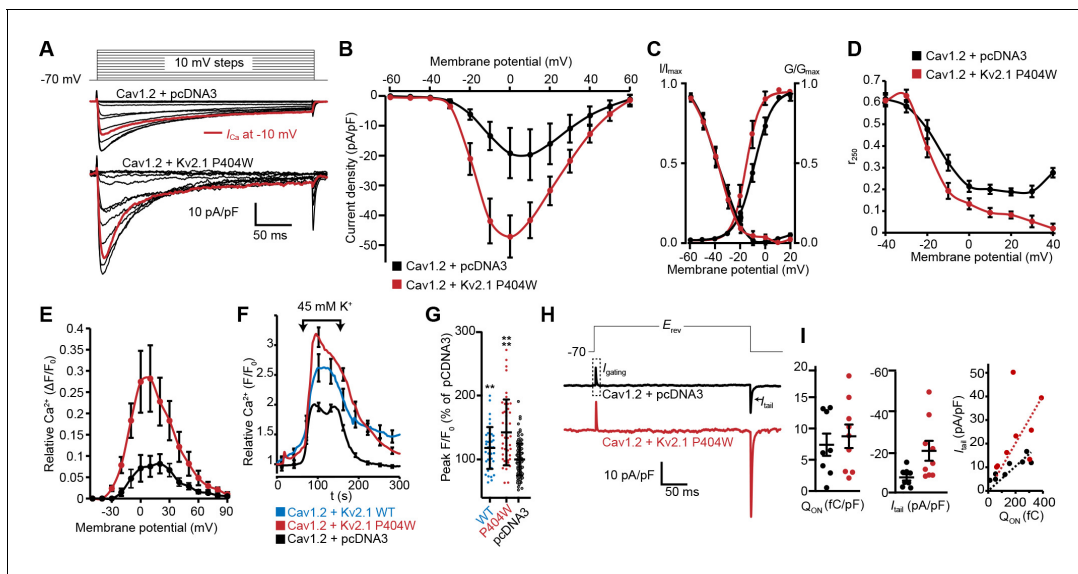 A
-70 mV
10 mV steps
Cav1.2 + pcDNA3
ICa at -10 mV
Cav1.2 + Kv2.1 P404W
10 pA/pF
50 ms
B
Membrane potential (mV)
-60 -40 -20 0 20 40 60
0
-10
-20
-30
-40
-50
Current density (pA/pF)
Cav1.2 + pcDNA3
Cav1.2 + Kv2.1 P404W
C
I/Imax
G/Gmax
1.0
0.5
0
1.0
0.5
0.0
-60 -40 -20 0 20
Membrane potential (mV)
D
Cav1.2 + pcDNA3
Cav1.2 + Kv2.1 P404W
r250
0.6
0.5
0.4
0.3
0.2
0.1
0
-40 -20 0 20 40
Membrane potential (mV)
E
Relative Ca²⁺ (ΔF/F₀)
0.4
0.35
0.3
0.25
0.2
0.15
0.1
0.05
0
-30 0 30 60 90
Membrane potential (mV)
F
45 mM K⁺
Relative Ca²⁺ (F/F₀)
3
2
1
0 100 200 300
t (s)
Cav1.2 + Kv2.1 WT
Cav1.2 + Kv2.1 P404W
Cav1.2 + pcDNA3
G
Peak F/F₀ (% of pcDNA3)
300
200
100
**
**
**
WT
P404W
pcDNA3
H
Erev
-70
Igating
Cav1.2 + pcDNA3
Itail
Cav1.2 + Kv2.1 P404W
10 pA/pF
50 ms
I
20
15
10
5
0
QON (fC/pF)
-60
-40
-20
0
Itail (pA/pF)
Itail (pA/pF)
50
40
30
20
10
0
0 200 400
QON (fC)